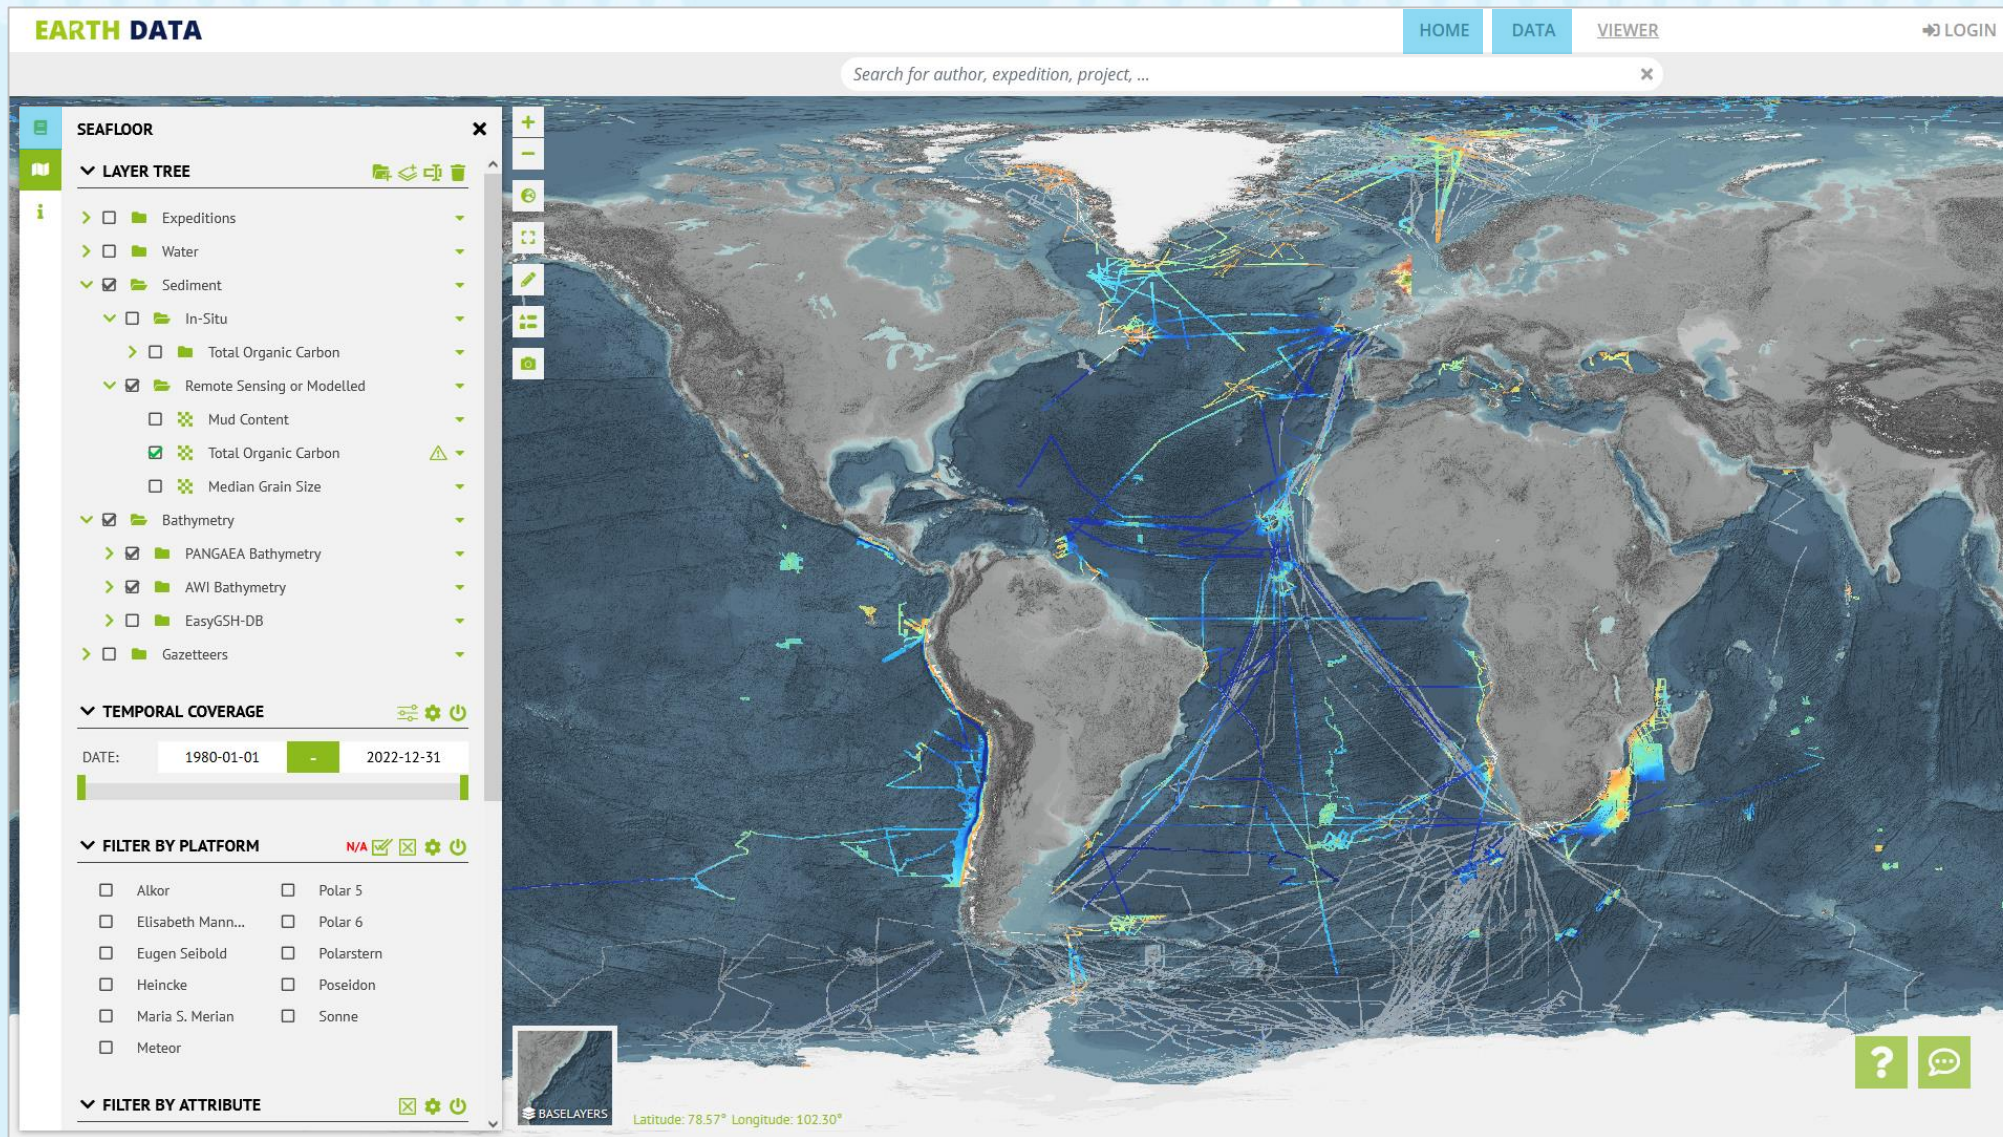 EARTH DATA
HOME DATA VIEWER LOGIN
Search for author, expedition, project, ...
SEAFLOOR
LAYER TREE
Expeditions
Water
Sediment
In-Situ
Total Organic Carbon
Remote Sensing or Modelled
Mud Content
Total Organic Carbon
Median Grain Size
Bathymetry
PANGAEA Bathymetry
AWI Bathymetry
EasyGSH-DB
Gazetteers
TEMPORAL COVERAGE
DATE: 1980-01-01 - 2022-12-31
FILTER BY PLATFORM N/A
Alkor Polar 5
Elisabeth Mann... Polar 6
Eugen Seibold Polarstern
Heincke Poseidon
Maria S. Merian Sonne
Meteor
FILTER BY ATTRIBUTE
BASELAYERS
Latitude: 78.57° Longitude: 102.30°